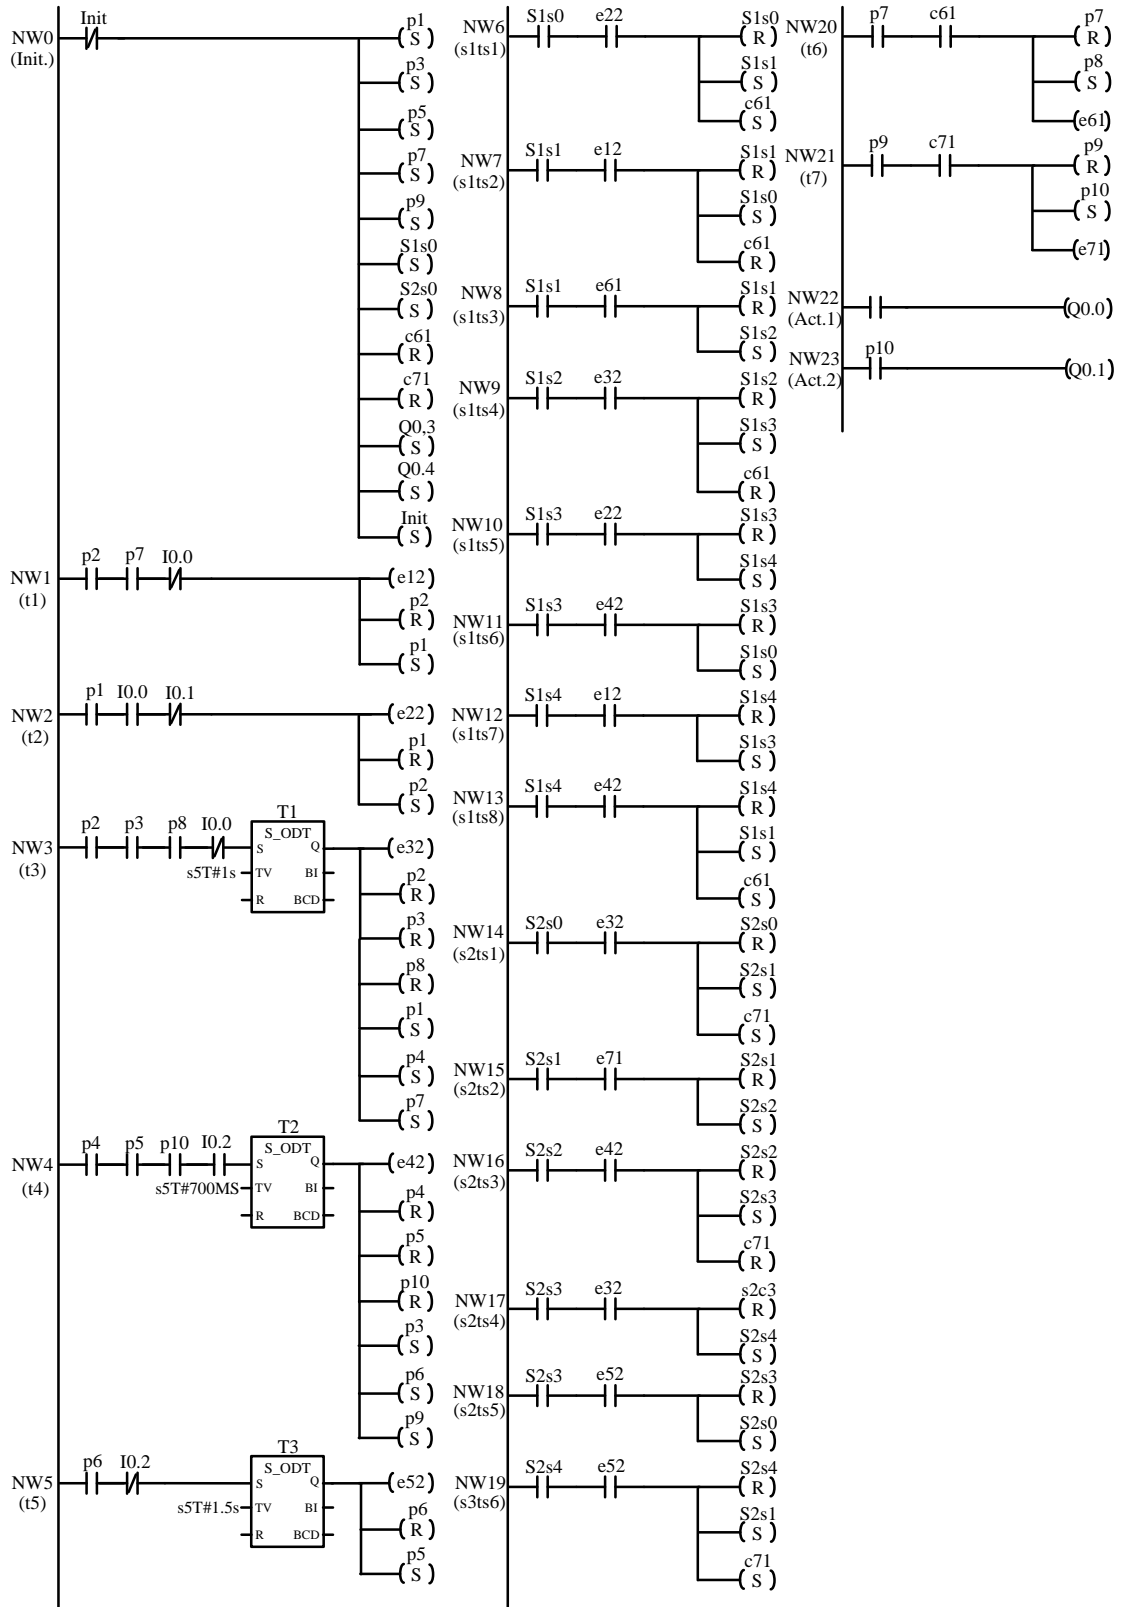 Init
NW0
(Init.)
p1
S
p3
S
p5
S
p7
S
p9
S
S1s0
S
S2s0
S
c61
R
c71
R
Q0,3
S
Q0.4
S
Init
S
NW1
(t1)
p2 p7 I0.0
e12
p2
R
p1
S
NW2
(t2)
p1 I0.0 I0.1
e22
p1
R
p2
S
NW3
(t3)
p2 p3 p8 I0.0
T1
S_ODT
S Q
s5T#1s TV BI
R BCD
e32
p2
R
p3
R
p8
R
p1
S
p4
S
p7
S
NW4
(t4)
p4 p5 p10 I0.2
T2
S_ODT
S Q
s5T#700MS TV BI
R BCD
e42
p4
R
p5
R
p10
R
p3
S
p6
S
p9
S
NW5
(t5)
p6 I0.2
T3
S_ODT
S Q
s5T#1.5s TV BI
R BCD
e52
p6
R
p5
S
NW6
(s1ts1)
S1s0 e22
S1s0
R
S1s1
S
c61
S
NW7
(s1ts2)
S1s1 e12
S1s1
R
S1s0
S
c61
R
NW8
(s1ts3)
S1s1 e61
S1s1
R
S1s2
S
NW9
(s1ts4)
S1s2 e32
S1s2
R
S1s3
S
c61
R
NW10
(s1ts5)
S1s3 e22
S1s3
R
S1s4
S
NW11
(s1ts6)
S1s3 e42
S1s3
R
S1s0
S
NW12
(s1ts7)
S1s4 e12
S1s4
R
S1s3
S
NW13
(s1ts8)
S1s4 e42
S1s4
R
S1s1
S
c61
S
NW14
(s2ts1)
S2s0 e32
S2s0
R
S2s1
S
c71
S
NW15
(s2ts2)
S2s1 e71
S2s1
R
S2s2
S
NW16
(s2ts3)
S2s2 e42
S2s2
R
S2s3
S
c71
R
NW17
(s2ts4)
S2s3 e32
s2c3
R
S2s4
S
NW18
(s2ts5)
S2s3 e52
S2s3
R
S2s0
S
NW19
(s3ts6)
S2s4 e52
S2s4
R
S2s1
S
c71
S
NW20
(t6)
p7 c61
p7
R
p8
S
e61
NW21
(t7)
p9 c71
p9
R
p10
S
e71
NW22
(Act.1)
Q0.0
NW23
(Act.2)
p10
Q0.1